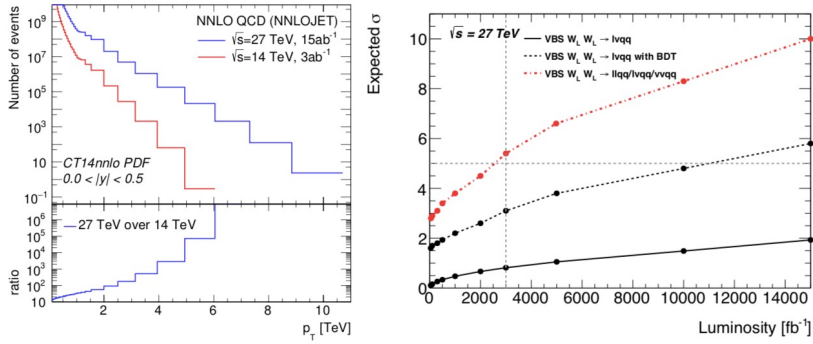 Number of events
10⁹
10⁷
10⁵
10³
10
10⁻¹
NNLO QCD (NNLOJET)
√s=27 TeV, 15ab⁻¹
√s=14 TeV, 3ab⁻¹
CT14nnlo PDF
0.0 < |y| < 0.5
ratio
10⁶
10⁵
10⁴
10³
10²
10
27 TeV over 14 TeV
2 4 6 8 10
p_T [TeV]
Expected σ
10
8
6
4
2
0
√s = 27 TeV
VBS W_L W_L → lvqq
VBS W_L W_L → lvqq with BDT
VBS W_L W_L → llqq/lvqq/vvqq
0 2000 4000 6000 8000 10000 12000 14000
Luminosity [fb⁻¹]